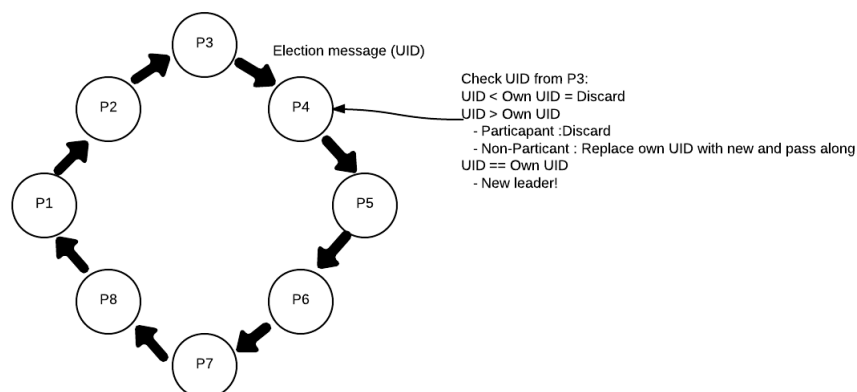 P3
Election message (UID)
Check UID from P3:
UID < Own UID = Discard
UID > Own UID
- Particapant :Discard
- Non-Particant : Replace own UID with new and pass along
UID == Own UID
- New leader!
P2
P4
P1
P5
P8
P6
P7